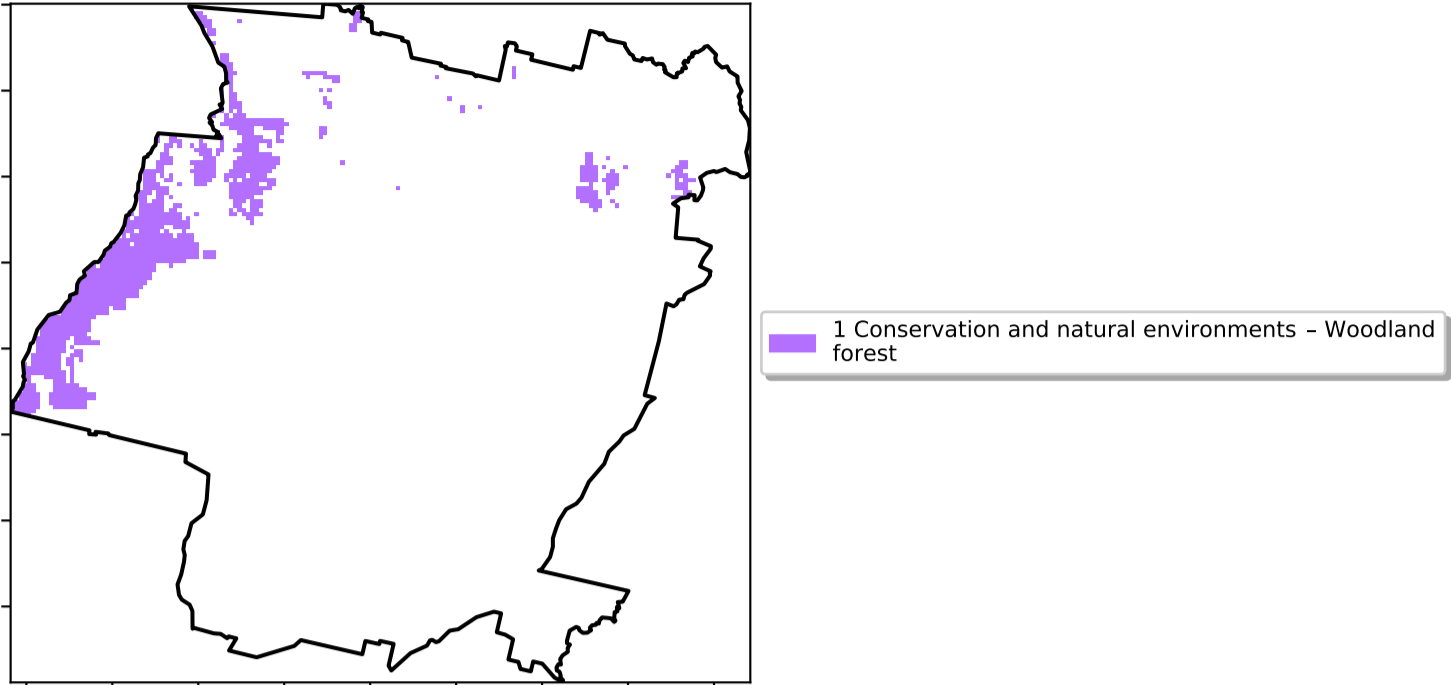 1 Conservation and natural environments – Woodland
forest